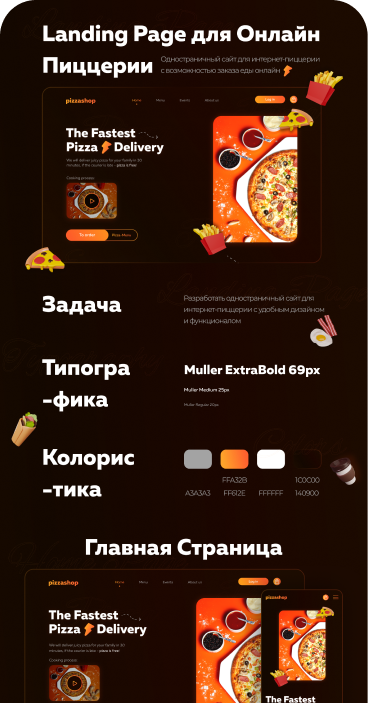 Landing Page для Онлайн
Пиццерии
Одностраничный сайт для интернет-пиццерии
с возможностью заказа еды онлайн
pizzashop
Home
Menu
Events
About us
Log in
The Fastest
Pizza Delivery
We will deliver juicy pizza for your family in 30
minutes, if the courier is late - pizza is free!
Cooking process:
To order
Pizza-Menu
Задача
Разработать одностраничный сайт для
интернет-пиццерии с удобным дизайном
и функционалом
Типогра
-фика
Muller ExtraBold 69px
Muller Medium 25px
Muller Regular 20px
Колорис
-тика
FFA32B
1C0C00
A3A3A3
FF612E
FFFFFF
140900
Главная Страница
pizzashop
Home
Menu
Events
About us
The Fastest
Pizza Delivery
We will deliver juicy pizza for your family in 30
minutes, if the courier is late - pizza is free!
Cooking process:
pizzashop
The Fastest